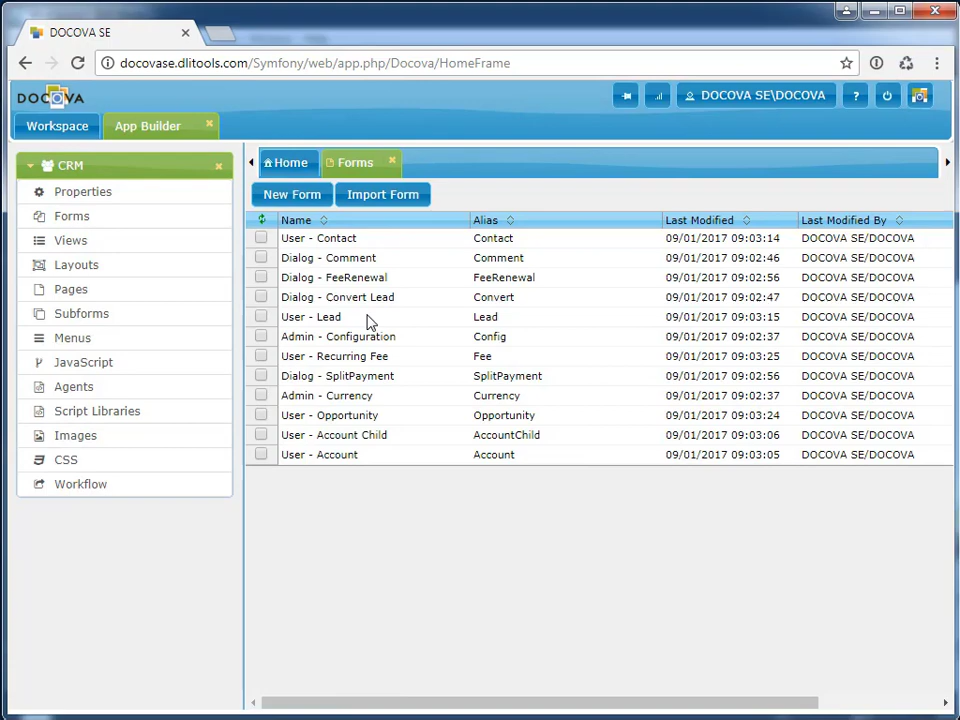 DOCOVA SE
docovase.dlitools.com/Symfony/web/app.php/Docova/HomeFrame
DOCOVA
DOCOVA SE\DOCOVA
?
Workspace
App Builder
CRM
Properties
Forms
Views
Layouts
Pages
Subforms
Menus
JavaScript
Agents
Script Libraries
Images
CSS
Workflow
Home
Forms
New Form
Import Form
Name Alias Last Modified Last Modified By
User - Contact Contact 09/01/2017 09:03:14 DOCOVA SE/DOCOVA
Dialog - Comment Comment 09/01/2017 09:02:46 DOCOVA SE/DOCOVA
Dialog - FeeRenewal FeeRenewal 09/01/2017 09:02:56 DOCOVA SE/DOCOVA
Dialog - Convert Lead Convert 09/01/2017 09:02:47 DOCOVA SE/DOCOVA
User - Lead Lead 09/01/2017 09:03:15 DOCOVA SE/DOCOVA
Admin - Configuration Config 09/01/2017 09:02:37 DOCOVA SE/DOCOVA
User - Recurring Fee Fee 09/01/2017 09:03:25 DOCOVA SE/DOCOVA
Dialog - SplitPayment SplitPayment 09/01/2017 09:02:56 DOCOVA SE/DOCOVA
Admin - Currency Currency 09/01/2017 09:02:37 DOCOVA SE/DOCOVA
User - Opportunity Opportunity 09/01/2017 09:03:24 DOCOVA SE/DOCOVA
User - Account Child AccountChild 09/01/2017 09:03:06 DOCOVA SE/DOCOVA
User - Account Account 09/01/2017 09:03:05 DOCOVA SE/DOCOVA